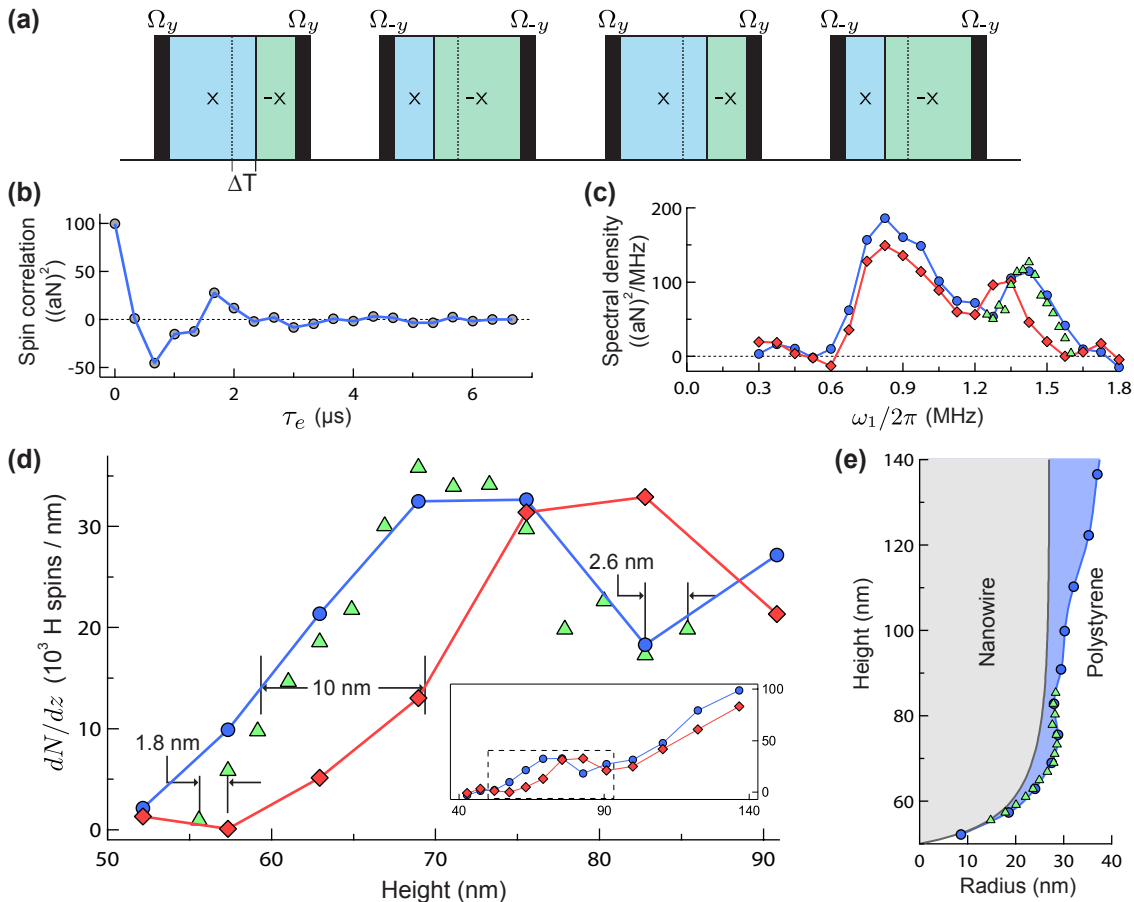 (a)
Ω_y Ω_y Ω_-y Ω_-y Ω_y Ω_y Ω_-y Ω_-y
x -x x -x x -x x -x
ΔT
(b)
Spin correlation
((aN)²)
100
50
0
-50
0 2 4 6
τ_e (μs)
(c)
Spectral density
((aN)²/MHz)
200
100
0
0.0 0.3 0.6 0.9 1.2 1.5 1.8
ω₁/2π (MHz)
(d)
dN/dz (10³ H spins / nm)
30
20
10
0
2.6 nm
10 nm
1.8 nm
100
50
0
40 90 140
50 60 70 80 90
Height (nm)
(e)
Height (nm)
140
120
100
80
60
Nanowire
Polystyrene
0 10 20 30 40
Radius (nm)